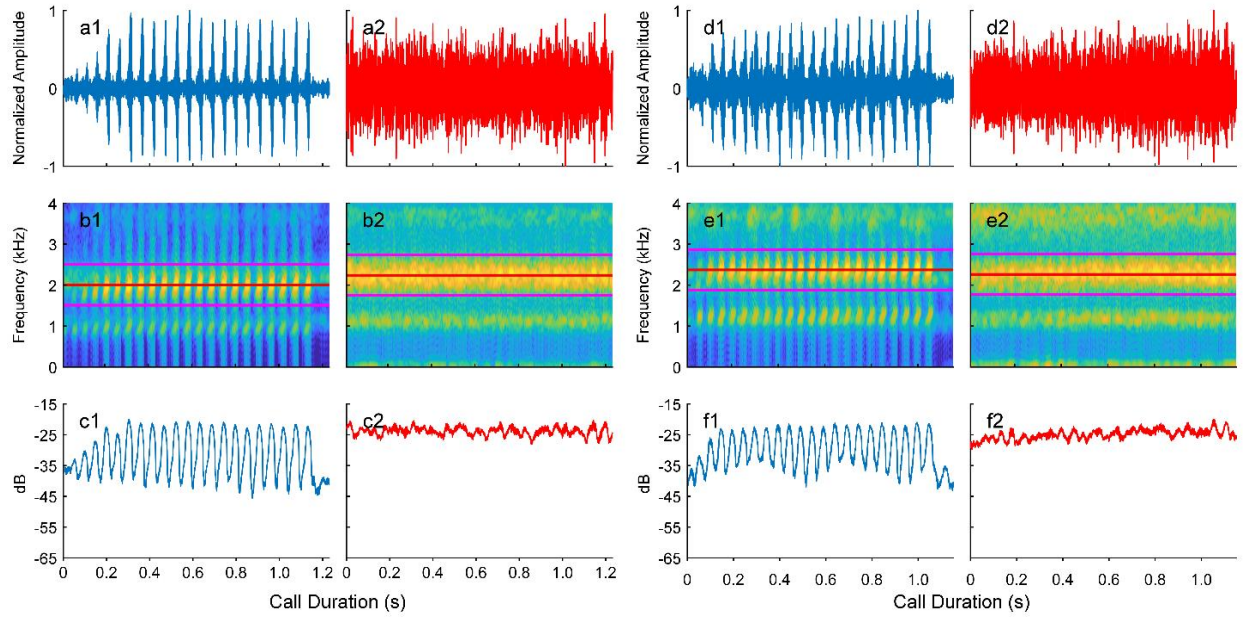 Normalized Amplitude
1
0
-1
a1
a2
Normalized Amplitude
1
0
-1
d1
d2
Frequency (kHz)
4
3
2
1
0
b1
b2
Frequency (kHz)
4
3
2
1
0
e1
e2
dB
-15
-25
-35
-45
-55
-65
c1
c2
dB
-15
-25
-35
-45
-55
-65
f1
f2
0 0.2 0.4 0.6 0.8 1.0 1.2
0 0.2 0.4 0.6 0.8 1.0 1.2
0 0.2 0.4 0.6 0.8 1.0
0 0.2 0.4 0.6 0.8 1.0
Call Duration (s)
Call Duration (s)